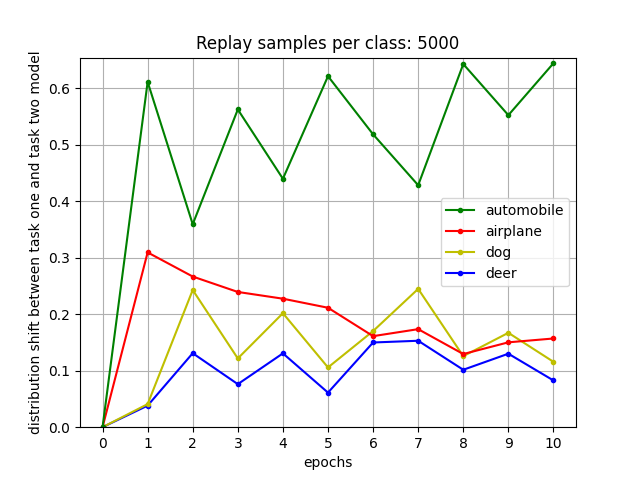 Replay samples per class: 5000
distribution shift between task one and task two model
0.6
0.5
0.4
0.3
0.2
0.1
0.0
automobile
airplane
dog
deer
0 1 2 3 4 5 6 7 8 9 10
epochs